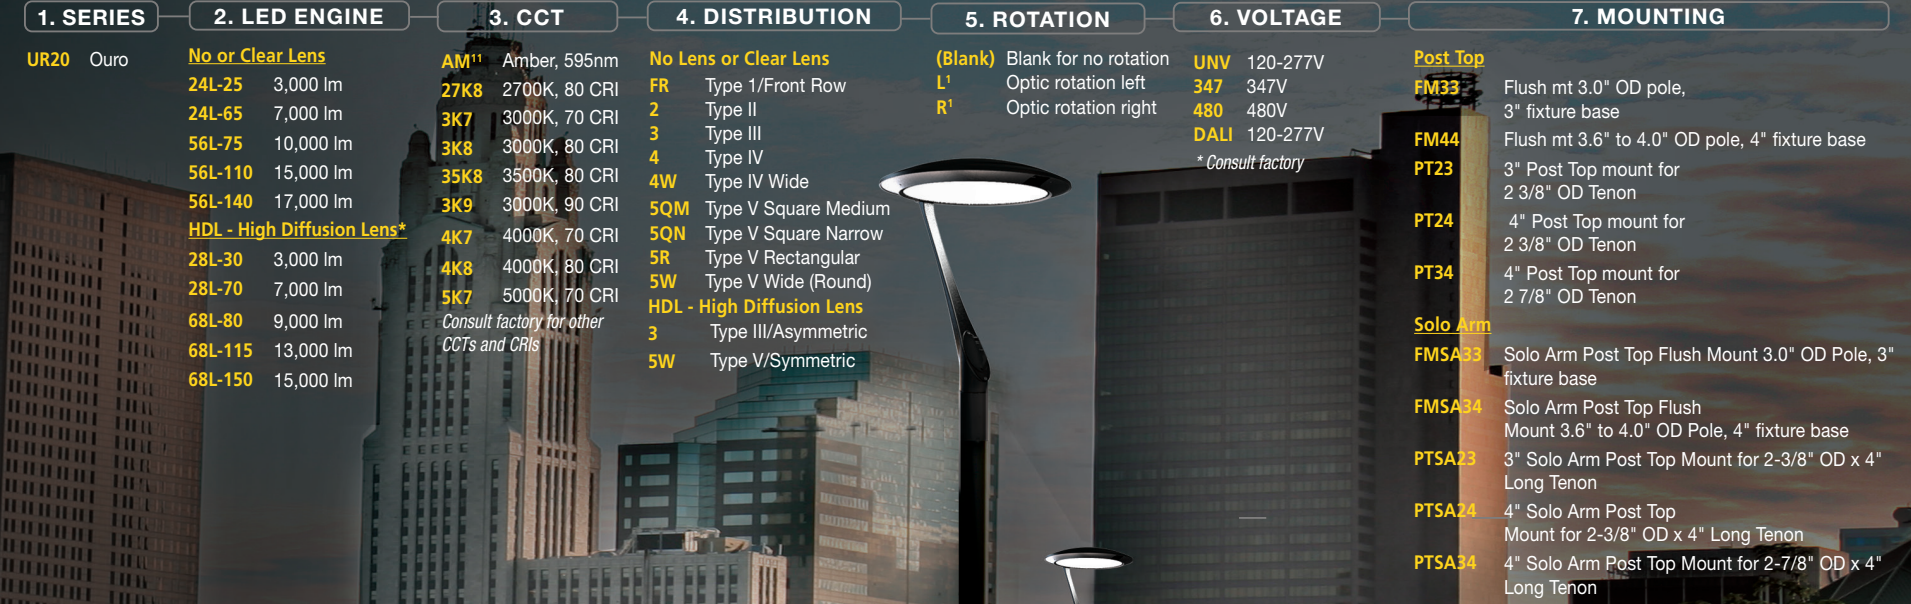 1. SERIES
UR20 Ouro
2. LED ENGINE
No or Clear Lens
24L-25 3,000 lm
24L-65 7,000 lm
56L-75 10,000 lm
56L-110 15,000 lm
56L-140 17,000 lm
HDL - High Diffusion Lens*
28L-30 3,000 lm
28L-70 7,000 lm
68L-80 9,000 lm
68L-115 13,000 lm
68L-150 15,000 lm
3. CCT
AM¹¹ Amber, 595nm
27K8 2700K, 80 CRI
3K7 3000K, 70 CRI
3K8 3000K, 80 CRI
35K8 3500K, 80 CRI
3K9 3000K, 90 CRI
4K7 4000K, 70 CRI
4K8 4000K, 80 CRI
5K7 5000K, 70 CRI
Consult factory for other
CCTs and CRIs
4. DISTRIBUTION
No Lens or Clear Lens
FR Type 1/Front Row
2 Type II
3 Type III
4 Type IV
4W Type IV Wide
5QM Type V Square Medium
5QN Type V Square Narrow
5R Type V Rectangular
5W Type V Wide (Round)
HDL - High Diffusion Lens
3 Type III/Asymmetric
5W Type V/Symmetric
5. ROTATION
(Blank) Blank for no rotation
L¹ Optic rotation left
R¹ Optic rotation right
6. VOLTAGE
UNV 120-277V
347 347V
480 480V
DALI 120-277V
* Consult factory
7. MOUNTING
Post Top
FM33 Flush mt 3.0" OD pole,
3" fixture base
FM44 Flush mt 3.6" to 4.0" OD pole, 4" fixture base
PT23 3" Post Top mount for
2 3/8" OD Tenon
PT24 4" Post Top mount for
2 3/8" OD Tenon
PT34 4" Post Top mount for
2 7/8" OD Tenon
Solo Arm
FMSA33 Solo Arm Post Top Flush Mount 3.0" OD Pole, 3"
fixture base
FMSA34 Solo Arm Post Top Flush
Mount 3.6" to 4.0" OD Pole, 4" fixture base
PTSA23 3" Solo Arm Post Top Mount for 2-3/8" OD x 4"
Long Tenon
PTSA24 4" Solo Arm Post Top
Mount for 2-3/8" OD x 4" Long Tenon
PTSA34 4" Solo Arm Post Top Mount for 2-7/8" OD x 4"
Long Tenon